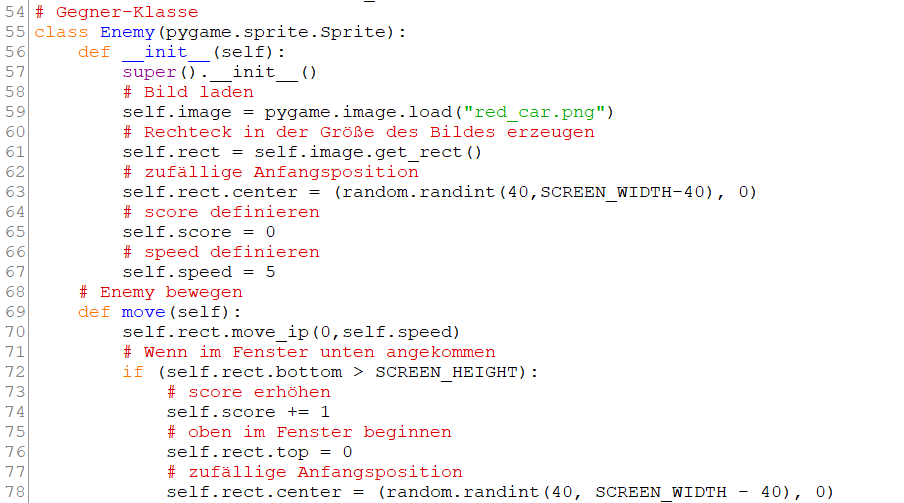 54 # Gegner-Klasse
55 class Enemy(pygame.sprite.Sprite):
56     def __init__(self):
57         super().__init__()
58         # Bild laden
59         self.image = pygame.image.load("red_car.png")
60         # Rechteck in der Größe des Bildes erzeugen
61         self.rect = self.image.get_rect()
62         # zufällige Anfangsposition
63         self.rect.center = (random.randint(40,SCREEN_WIDTH-40), 0)
64         # score definieren
65         self.score = 0
66         # speed definieren
67         self.speed = 5
68     # Enemy bewegen
69     def move(self):
70         self.rect.move_ip(0,self.speed)
71         # Wenn im Fenster unten angekommen
72         if (self.rect.bottom > SCREEN_HEIGHT):
73             # score erhöhen
74             self.score += 1
75             # oben im Fenster beginnen
76             self.rect.top = 0
77             # zufällige Anfangsposition
78             self.rect.center = (random.randint(40, SCREEN_WIDTH - 40), 0)